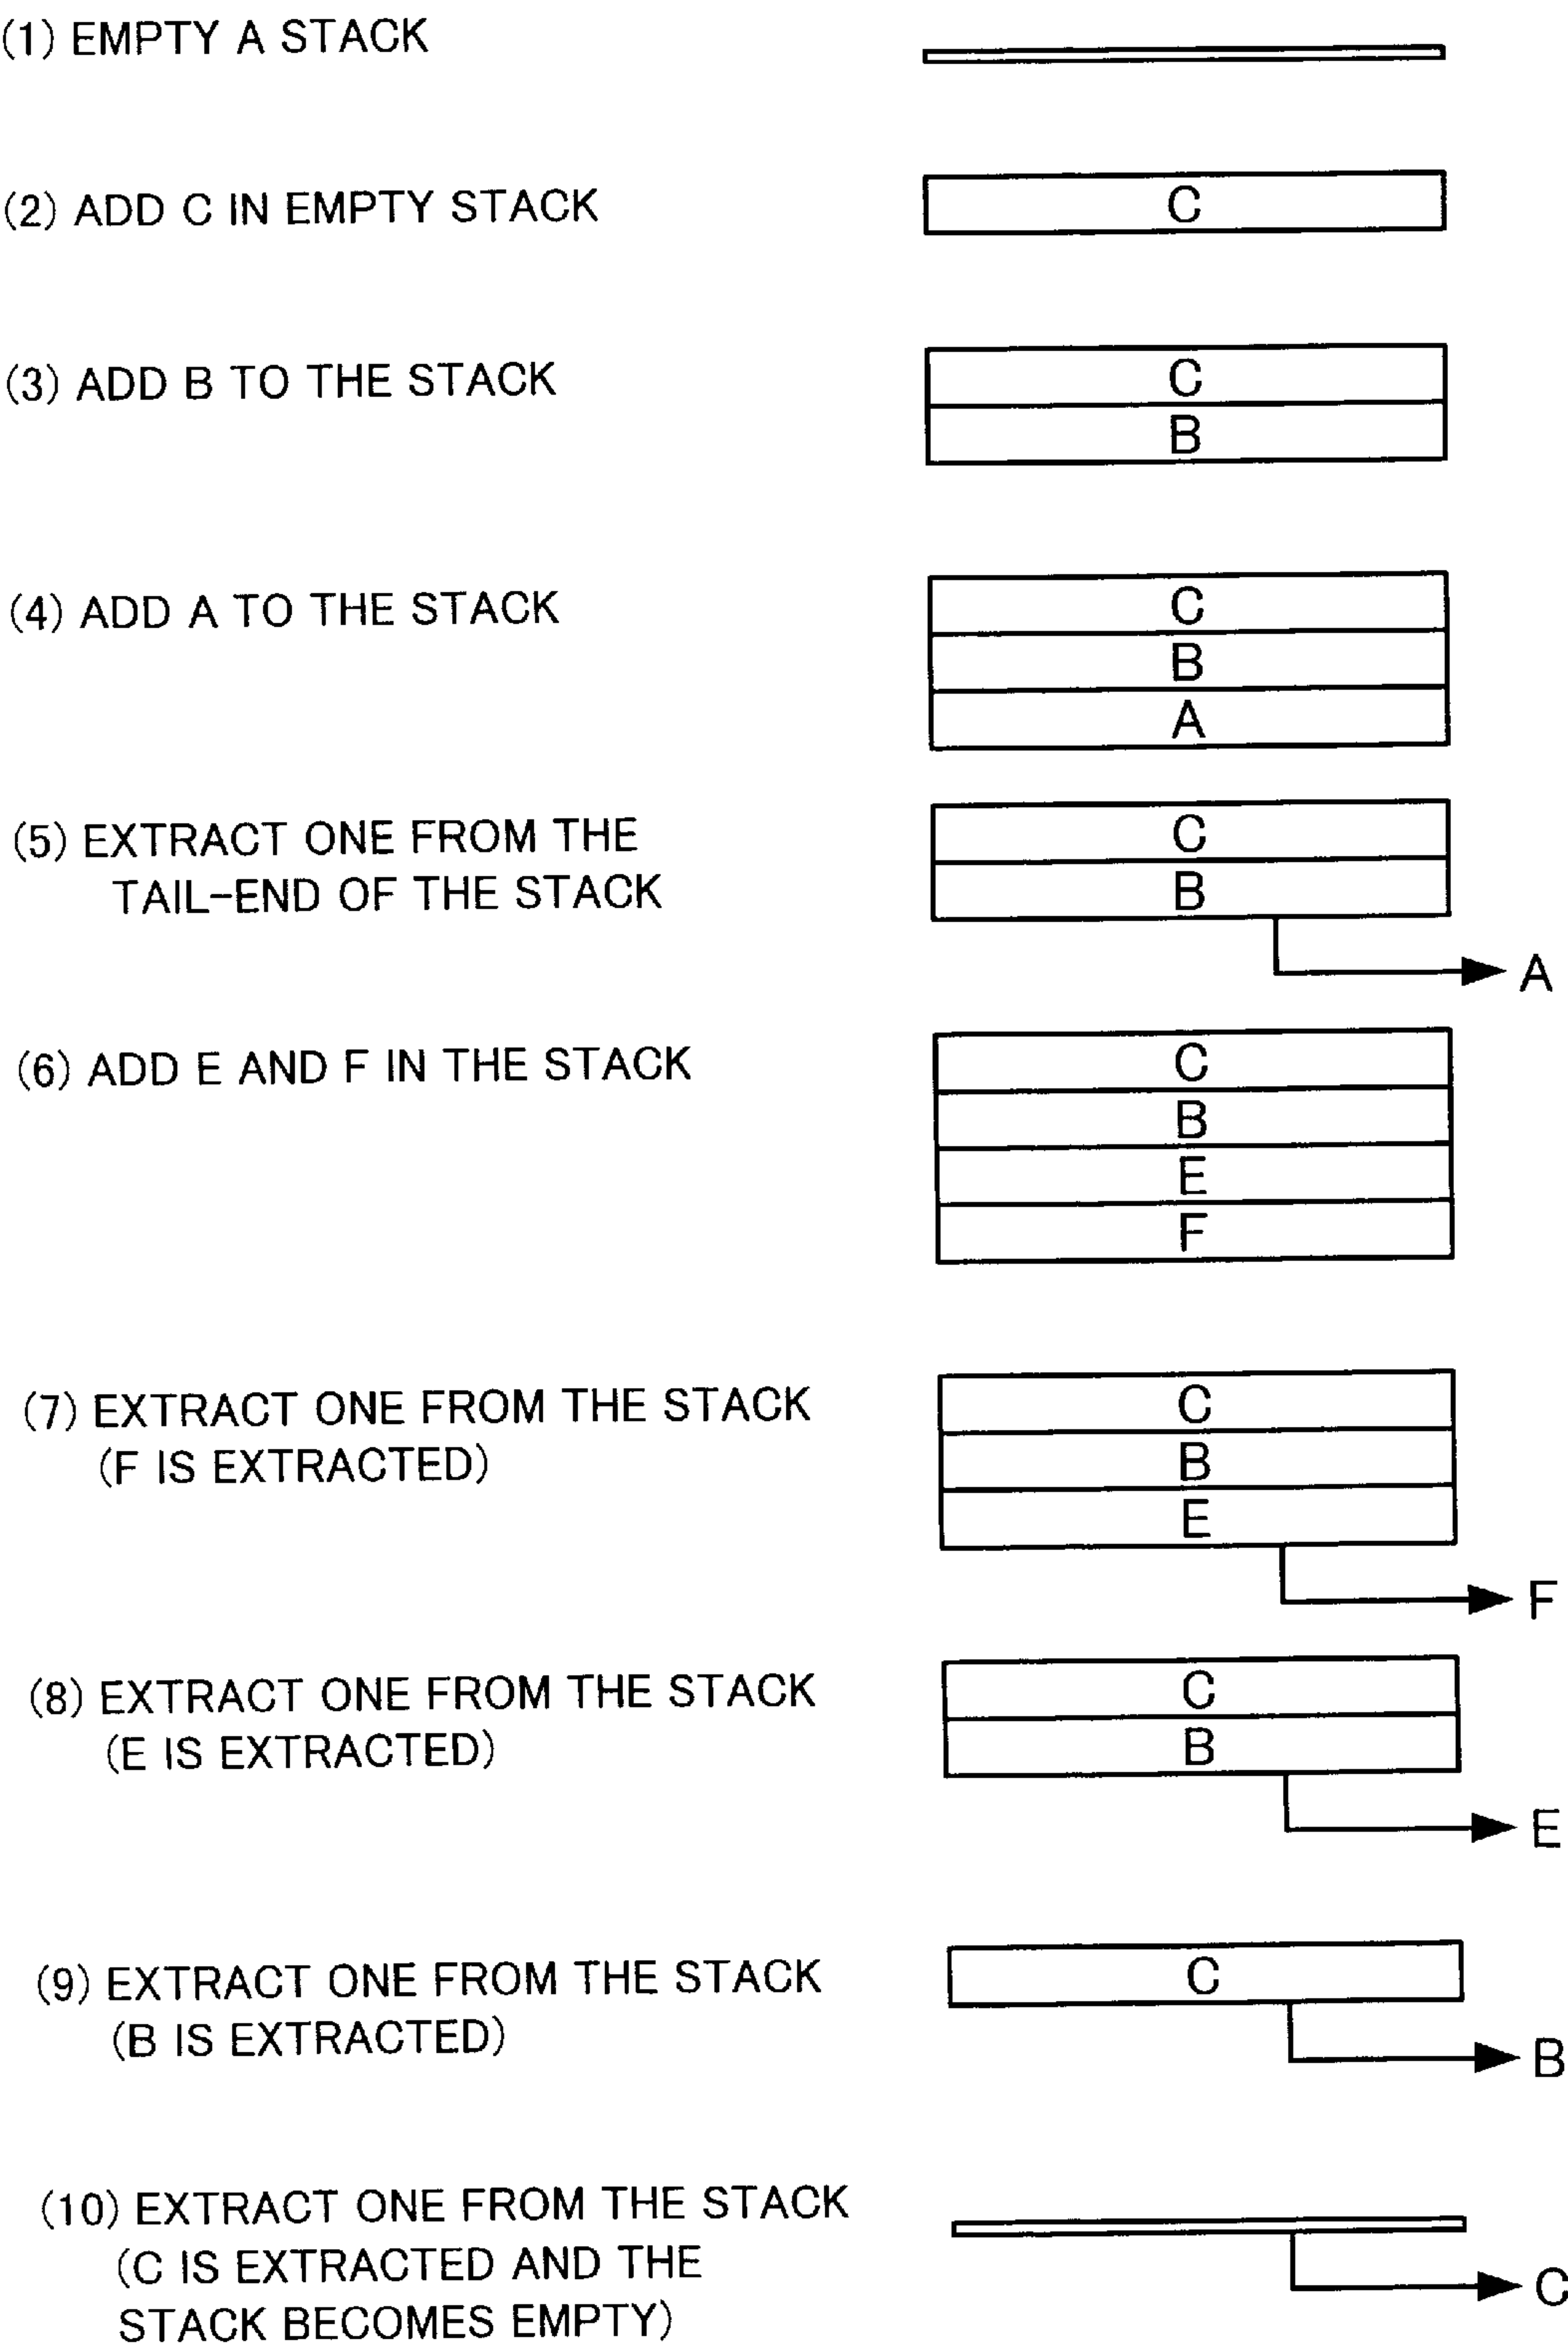 (1) EMPTY A STACK
(2) ADD C IN EMPTY STACK
C
(3) ADD B TO THE STACK
C
B
(4) ADD A TO THE STACK
C
B
A
(5) EXTRACT ONE FROM THE
TAIL-END OF THE STACK
C
B
A
(6) ADD E AND F IN THE STACK
C
B
E
F
(7) EXTRACT ONE FROM THE STACK
(F IS EXTRACTED)
C
B
E
F
(8) EXTRACT ONE FROM THE STACK
(E IS EXTRACTED)
C
B
E
(9) EXTRACT ONE FROM THE STACK
(B IS EXTRACTED)
C
B
(10) EXTRACT ONE FROM THE STACK
(C IS EXTRACTED AND THE
STACK BECOMES EMPTY)
C